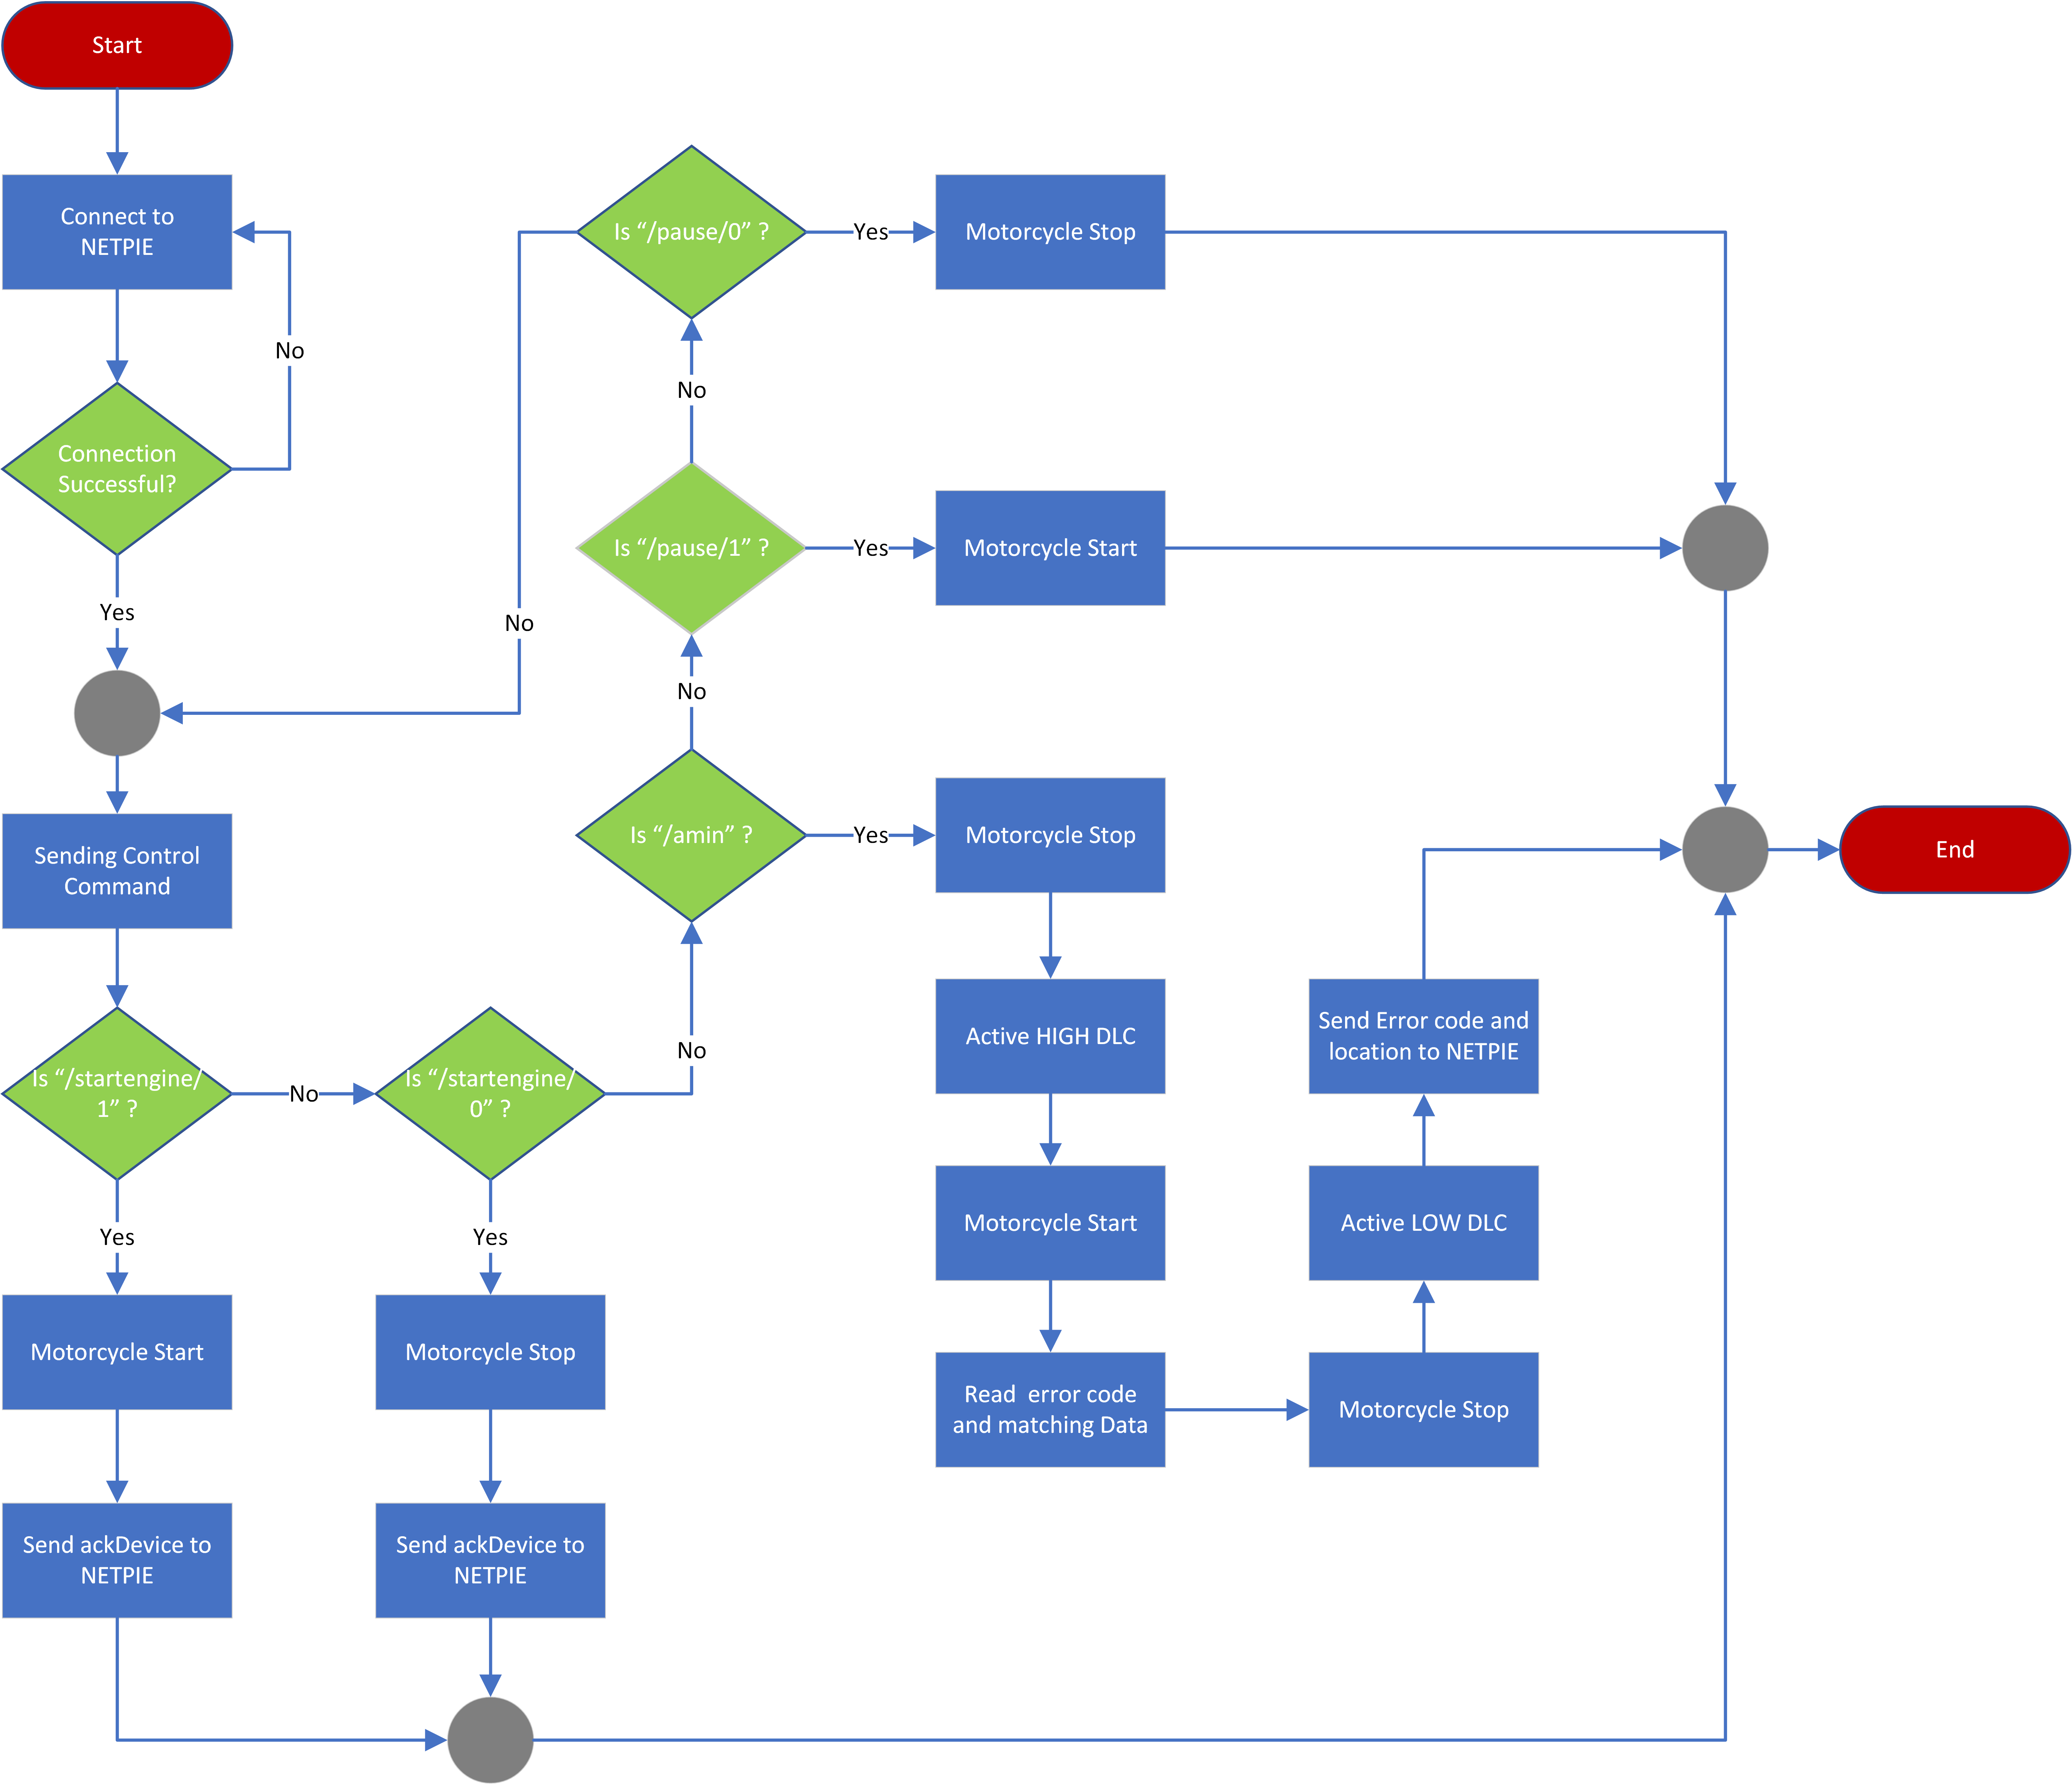 Start
Connect to
NETPIE
No
Connection
Successful?
Yes
Sending Control
Command
Is “/startengine/
1” ?
No
Yes
Motorcycle Start
Send ackDevice to
NETPIE
Is “/startengine/
0” ?
No
Yes
Motorcycle Stop
Send ackDevice to
NETPIE
Is “/amin” ?
Yes
No
Is “/pause/1” ?
Yes
Motorcycle Start
No
Is “/pause/0” ?
Yes
Motorcycle Stop
No
Motorcycle Stop
Active HIGH DLC
Motorcycle Start
Read  error code
and matching Data
Motorcycle Stop
Active LOW DLC
Send Error code and
location to NETPIE
End